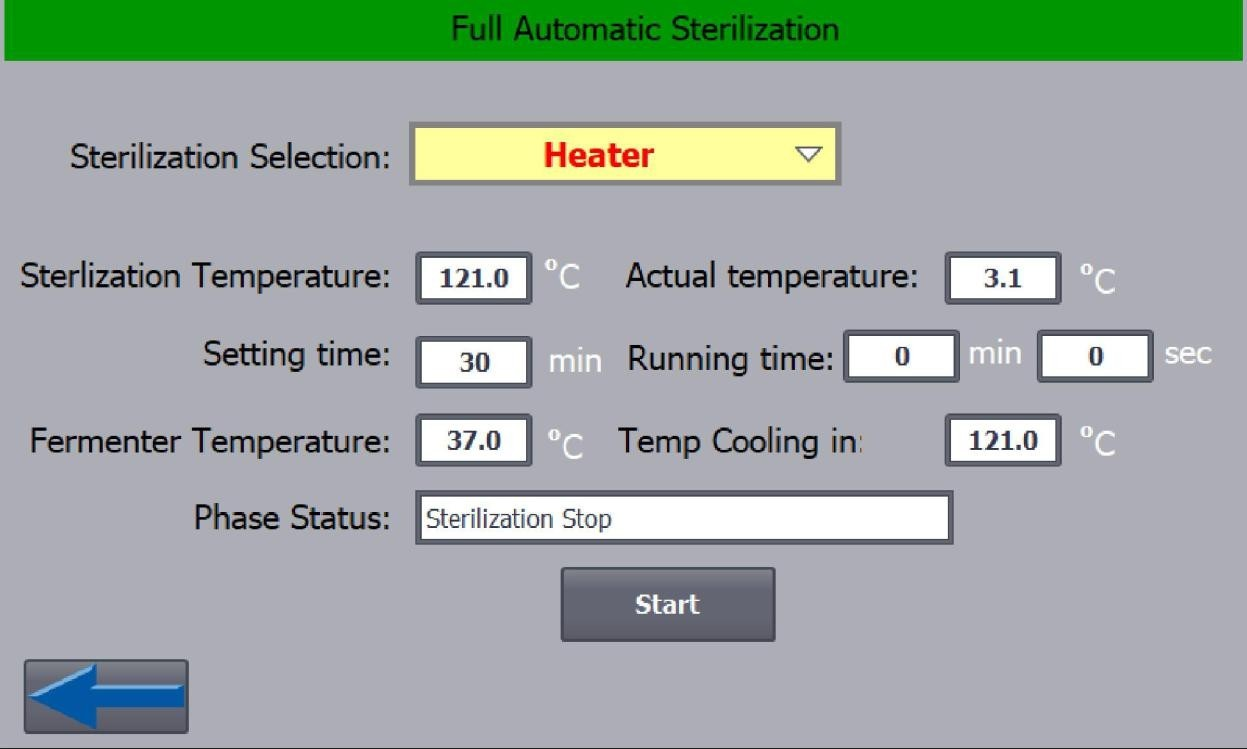 Full Automatic Sterilization
Sterilization Selection: Heater
Sterlization Temperature: 121.0 °C Actual temperature: 3.1 °C
Setting time: 30 min Running time: 0 min 0 sec
Fermenter Temperature: 37.0 °C Temp Cooling in: 121.0 °C
Phase Status: Sterilization Stop
Start